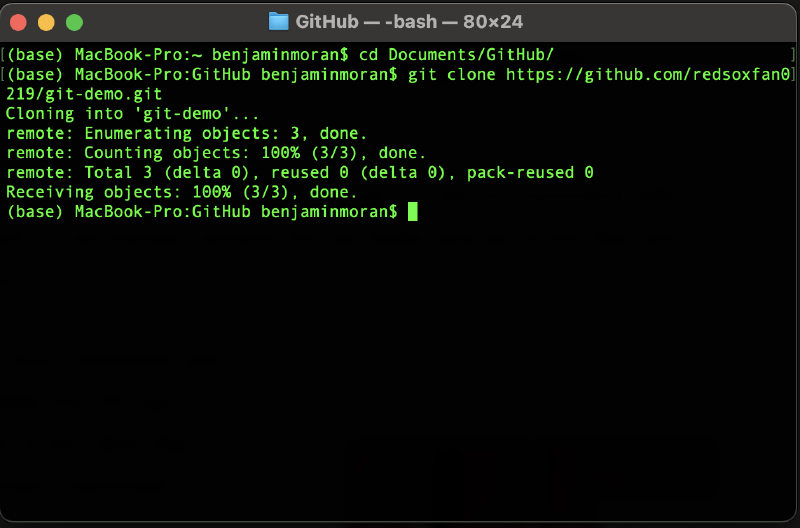 GitHub — -bash — 80×24
[(base) MacBook-Pro:~ benjaminmoran$ cd Documents/GitHub/ ]
[(base) MacBook-Pro:GitHub benjaminmoran$ git clone https://github.com/redsoxfan0]
219/git-demo.git
Cloning into 'git-demo'...
remote: Enumerating objects: 3, done.
remote: Counting objects: 100% (3/3), done.
remote: Total 3 (delta 0), reused 0 (delta 0), pack-reused 0
Receiving objects: 100% (3/3), done.
(base) MacBook-Pro:GitHub benjaminmoran$